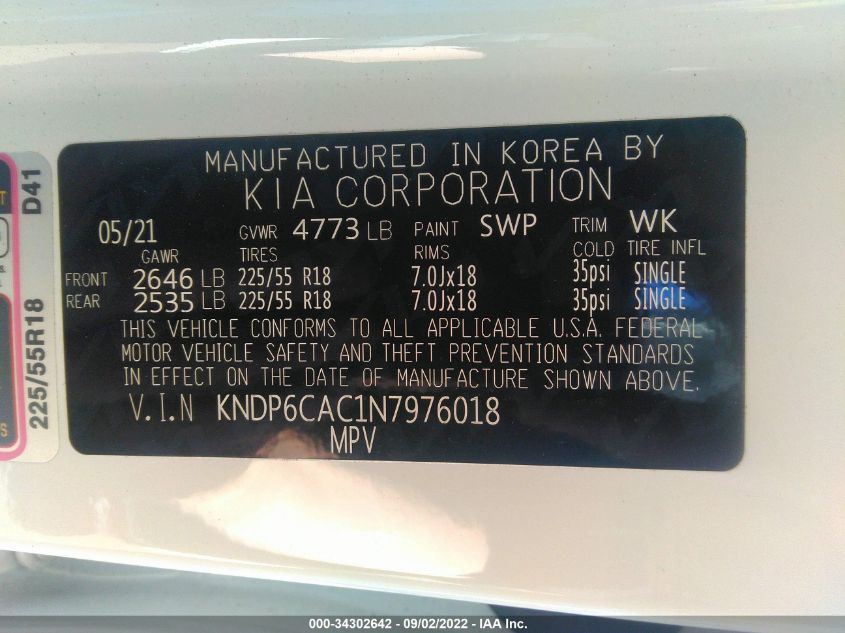 MANUFACTURED IN KOREA BY
KIA CORPORATION
05/21 GVWR 4773 LB PAINT SWP TRIM WK
GAWR TIRES RIMS COLD TIRE INFL
FRONT 2646 LB 225/55 R18 7.0Jx18 35psi SINGLE
REAR 2535 LB 225/55 R18 7.0Jx18 35psi SINGLE
THIS VEHICLE CONFORMS TO ALL APPLICABLE U.S.A. FEDERAL
MOTOR VEHICLE SAFETY AND THEFT PREVENTION STANDARDS
IN EFFECT ON THE DATE OF MANUFACTURE SHOWN ABOVE.
V.I.N KNDP6CAC1N7976018
MPV
225/55R18 D41
000-34302642 - 09/02/2022 - IAA Inc.